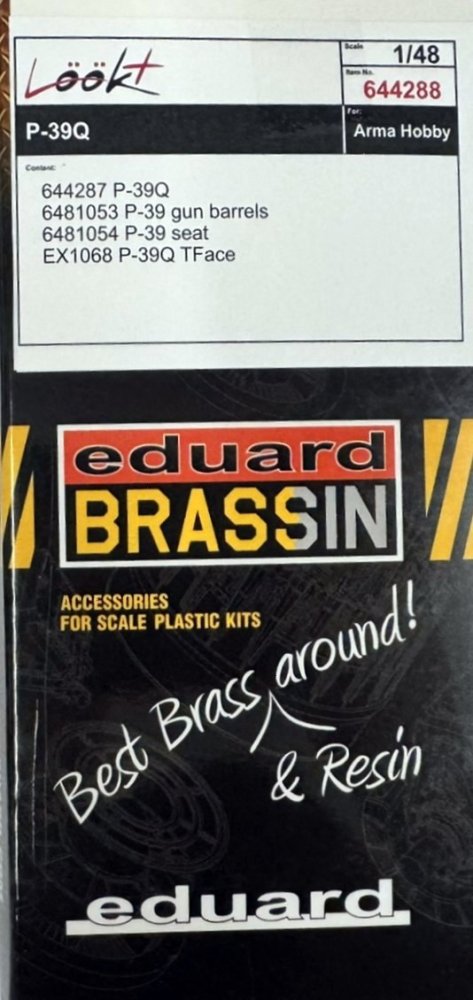 Löök+
Scale
1/48
Item No.
644288
P-39Q
For:
Arma Hobby
Content:
644287 P-39Q
6481053 P-39 gun barrels
6481054 P-39 seat
EX1068 P-39Q TFace
eduard
BRASSIN
ACCESSORIES
FOR SCALE PLASTIC KITS
Best Brass around!
& Resin
eduard